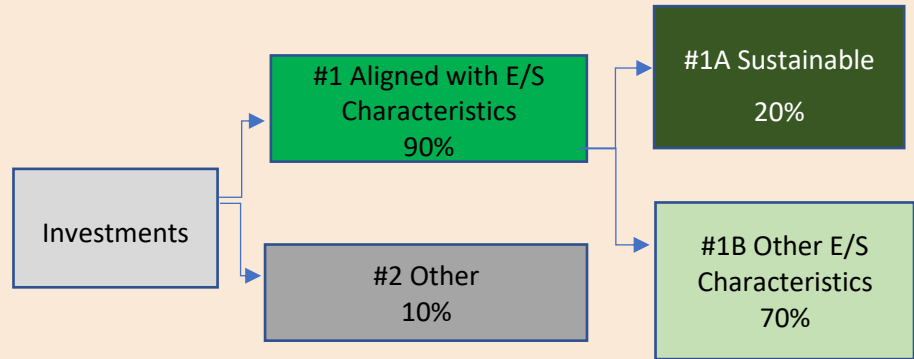 Investments
#1 Aligned with E/S
Characteristics
90%
#2 Other
10%
#1A Sustainable
20%
#1B Other E/S
Characteristics
70%